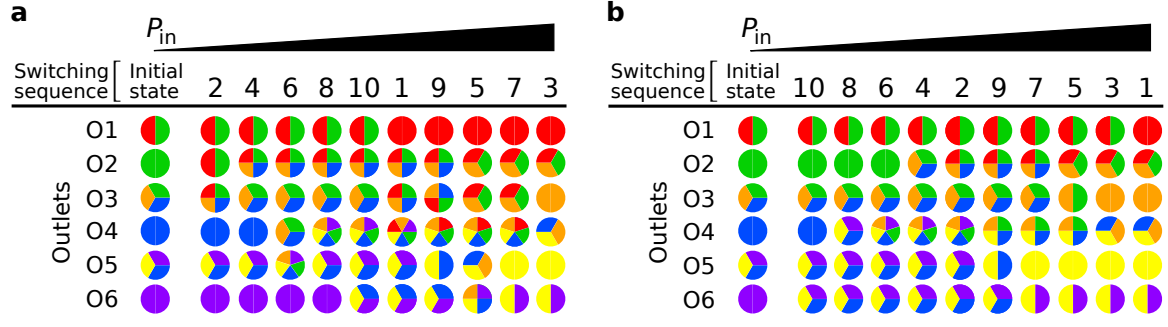 a
P_in
Switching sequence [ Initial state 2 4 6 8 10 1 9 5 7 3
Outlets
O1
O2
O3
O4
O5
O6
b
P_in
Switching sequence [ Initial state 10 8 6 4 2 9 7 5 3 1
Outlets
O1
O2
O3
O4
O5
O6